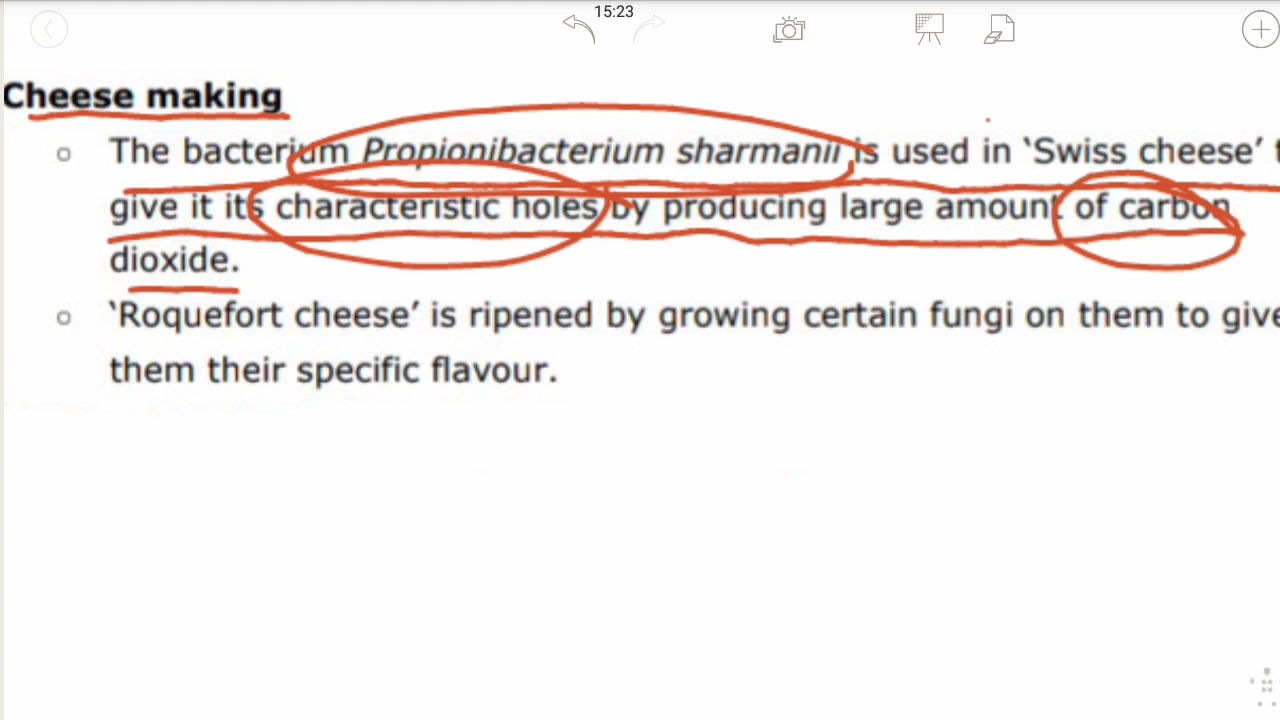 15:23
Cheese making
The bacterium Propionibacterium sharmanii is used in ‘Swiss cheese’
give it its characteristic holes by producing large amount of carbon
dioxide.
‘Roquefort cheese’ is ripened by growing certain fungi on them to give
them their specific flavour.